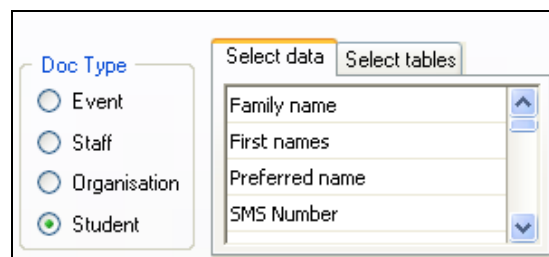 Doc Type
Event
Staff
Organisation
Student
Select data
Select tables
Family name
First names
Preferred name
SMS Number